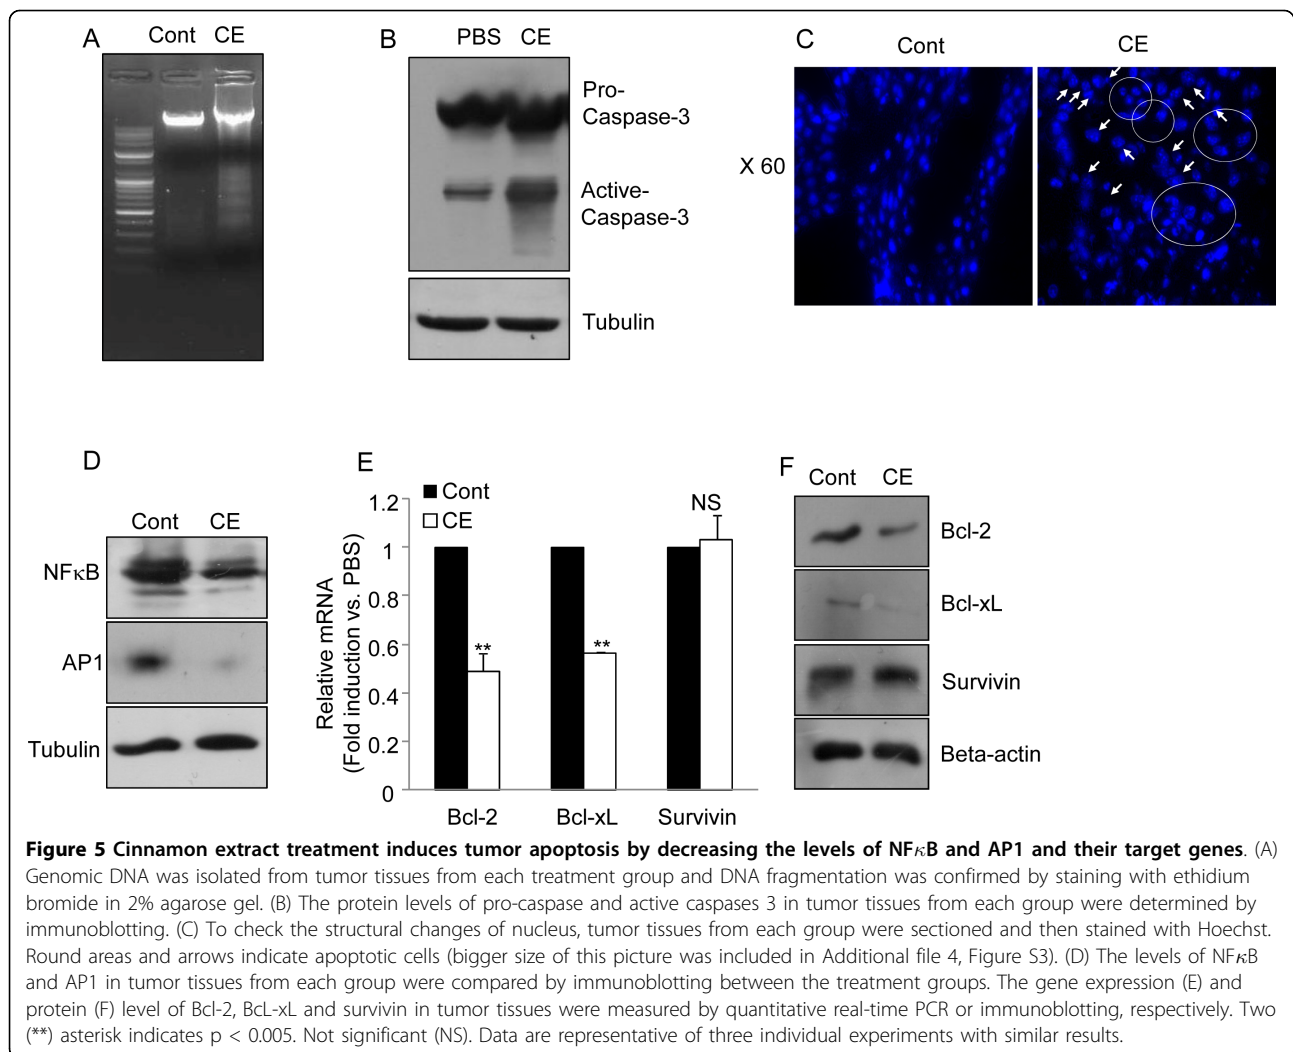 A
Cont CE
B
PBS CE
Pro-
Caspase-3
Active-
Caspase-3
Tubulin
C
Cont
CE
X 60
D
Cont CE
NFκB
AP1
Tubulin
E
Cont
CE
Relative mRNA
(Fold induction vs. PBS)
1.2
1
0.8
0.6
0.4
0.2
0
**
**
NS
Bcl-2 Bcl-xL Survivin
F
Cont CE
Bcl-2
Bcl-xL
Survivin
Beta-actin
Figure 5 Cinnamon extract treatment induces tumor apoptosis by decreasing the levels of NFκB and AP1 and their target genes. (A)
Genomic DNA was isolated from tumor tissues from each treatment group and DNA fragmentation was confirmed by staining with ethidium
bromide in 2% agarose gel. (B) The protein levels of pro-caspase and active caspases 3 in tumor tissues from each group were determined by
immunoblotting. (C) To check the structural changes of nucleus, tumor tissues from each group were sectioned and then stained with Hoechst.
Round areas and arrows indicate apoptotic cells (bigger size of this picture was included in Additional file 4, Figure S3). (D) The levels of NFκB
and AP1 in tumor tissues from each group were compared by immunoblotting between the treatment groups. The gene expression (E) and
protein (F) level of Bcl-2, BcL-xL and survivin in tumor tissues were measured by quantitative real-time PCR or immunoblotting, respectively. Two
(**) asterisk indicates p < 0.005. Not significant (NS). Data are representative of three individual experiments with similar results.